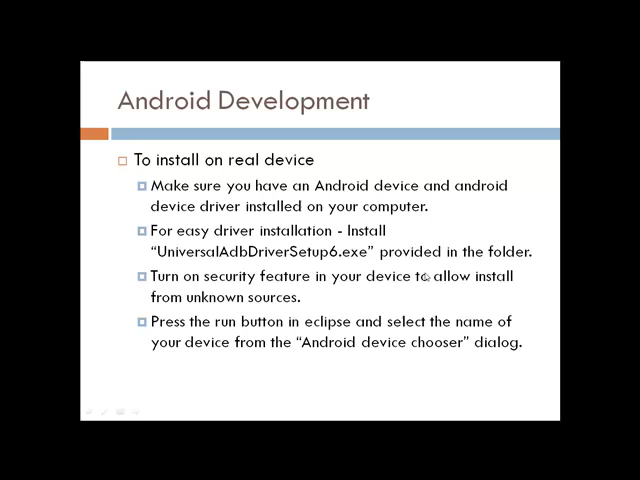 Android Development
To install on real device
Make sure you have an Android device and android
device driver installed on your computer.
For easy driver installation - Install
“UniversalAdbDriverSetup6.exe” provided in the folder.
Turn on security feature in your device to allow install
from unknown sources.
Press the run button in eclipse and select the name of
your device from the “Android device chooser” dialog.